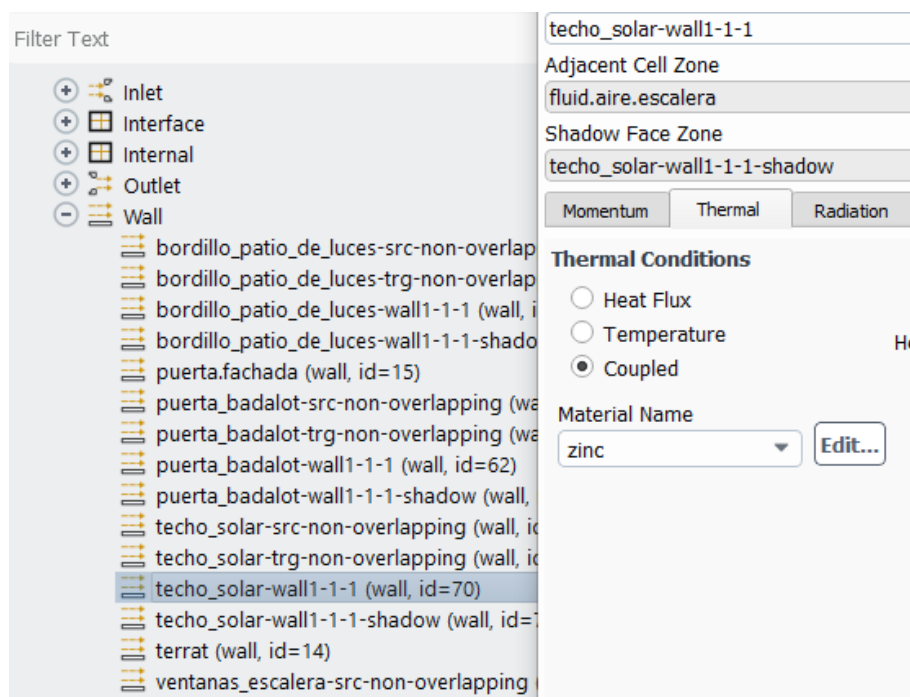 Filter Text
Inlet
Interface
Internal
Outlet
Wall
bordillo_patio_de_luces-src-non-overlap
bordillo_patio_de_luces-trg-non-overlap
bordillo_patio_de_luces-wall1-1-1 (wall, i
bordillo_patio_de_luces-wall1-1-1-shado
puerta.fachada (wall, id=15)
puerta_badalot-src-non-overlapping (wa
puerta_badalot-trg-non-overlapping (wa
puerta_badalot-wall1-1-1 (wall, id=62)
puerta_badalot-wall1-1-1-shadow (wall,
techo_solar-src-non-overlapping (wall, id
techo_solar-trg-non-overlapping (wall, id
techo_solar-wall1-1-1 (wall, id=70)
techo_solar-wall1-1-1-shadow (wall, id=7
terrat (wall, id=14)
ventanas_escalera-src-non-overlapping (
techo_solar-wall1-1-1
Adjacent Cell Zone
fluid.aire.escalera
Shadow Face Zone
techo_solar-wall1-1-1-shadow
Momentum Thermal Radiation
Thermal Conditions
Heat Flux
Temperature
He
Coupled
Material Name
zinc Edit...